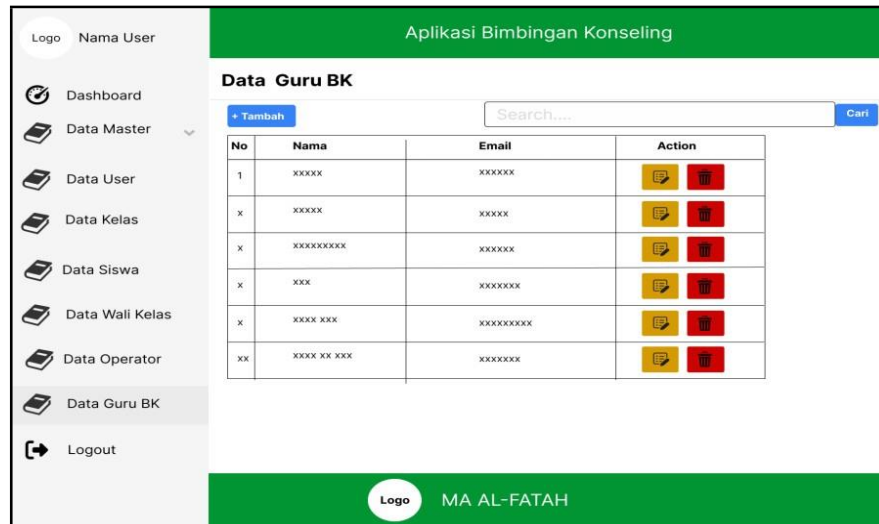 Logo Nama User
Dashboard
Data Master
Data User
Data Kelas
Data Siswa
Data Wali Kelas
Data Operator
Data Guru BK
Logout
Aplikasi Bimbingan Konseling
Data Guru BK
+ Tambah Search.... Cari
No Nama Email Action
1 xxxxx xxxxxx
x xxxxx xxxxx
x xxxxxxxxx xxxxxx
x xxx xxxxxxx
x xxxx xxx xxxxxxxxx
xx xxxx xx xxx xxxxxxx
Logo MA AL-FATAH